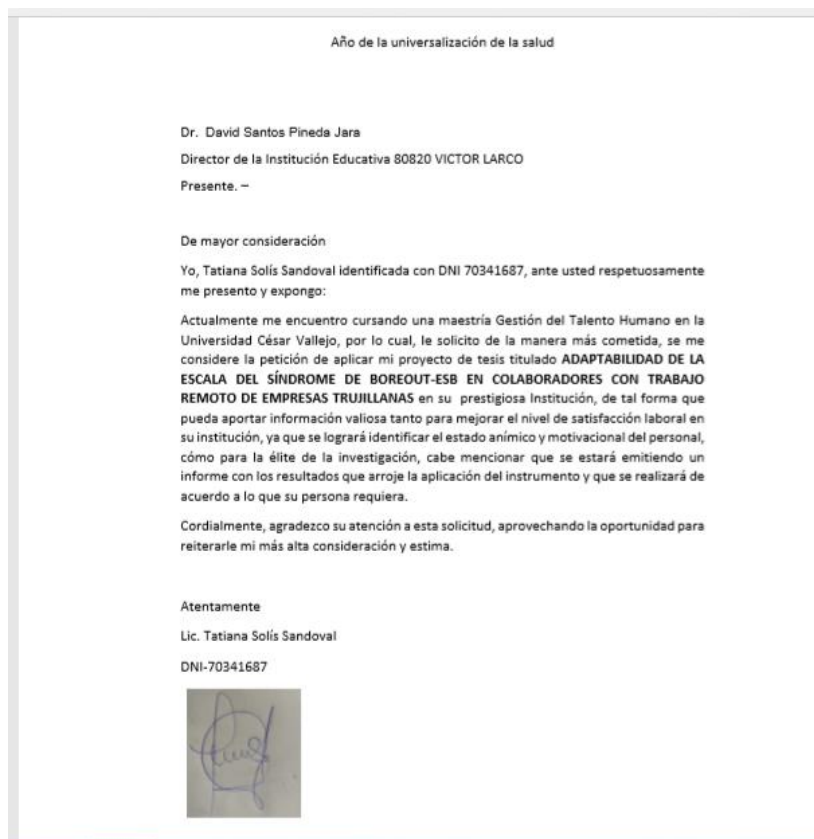 Año de la universalización de la salud
Dr. David Santos Pineda Jara
Director de la Institución Educativa 80820 VICTOR LARCO
Presente. –
De mayor consideración
Yo, Tatiana Solís Sandoval identificada con DNI 70341687, ante usted respetuosamente
me presento y expongo:
Actualmente me encuentro cursando una maestría Gestión del Talento Humano en la
Universidad César Vallejo, por lo cual, le solicito de la manera más cometida, se me
considere la petición de aplicar mi proyecto de tesis titulado ADAPTABILIDAD DE LA
ESCALA DEL SÍNDROME DE BOREOUT-ESB EN COLABORADORES CON TRABAJO
REMOTO DE EMPRESAS TRUJILLANAS en su prestigiosa Institución, de tal forma que
pueda aportar información valiosa tanto para mejorar el nivel de satisfacción laboral en
su institución, ya que se logrará identificar el estado anímico y motivacional del personal,
cómo para la élite de la investigación, cabe mencionar que se estará emitiendo un
informe con los resultados que arroje la aplicación del instrumento y que se realizará de
acuerdo a lo que su persona requiera.
Cordialmente, agradezco su atención a esta solicitud, aprovechando la oportunidad para
reiterarle mi más alta consideración y estima.
Atentamente
Lic. Tatiana Solís Sandoval
DNI-70341687